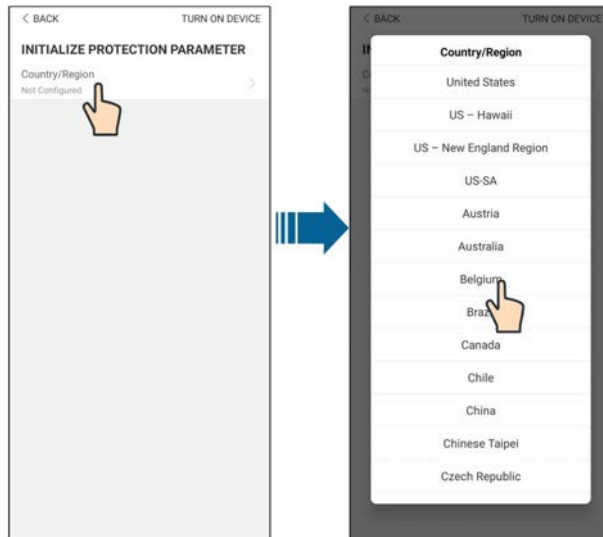 < BACK TURN ON DEVICE
INITIALIZE PROTECTION PARAMETER
Country/Region
Not Configured
< BACK TURN ON DEVICE
Country/Region
United States
US – Hawaii
US – New England Region
US-SA
Austria
Australia
Belgium
Canada
Chile
China
Chinese Taipei
Czech Republic